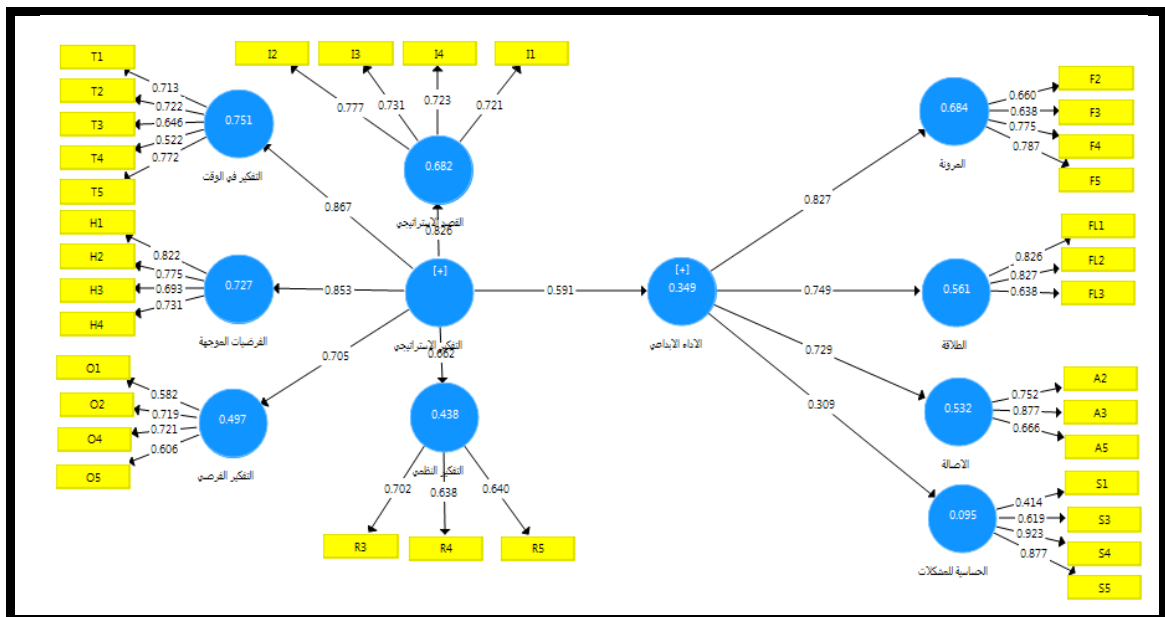 T1
T2
T3
T4
T5
0.713
0.722
0.646
0.522
0.772
0.751
التفكير في الوقت
I2
I3
I4
I1
0.777
0.731
0.723
0.721
0.682
القصد الاستراتيجي
0.826
0.867
H1
H2
H3
H4
0.822
0.775
0.693
0.731
0.727
الفرضيات الموجهة
0.853
[+]
التفكير الاستراتيجي
0.662
0.591
[+]
0.349
الاداء الابداعي
O1
O2
O4
O5
0.582
0.719
0.721
0.606
0.497
التفكير الفرصي
0.705
0.438
التفكير النظمي
0.702
0.638
0.640
R3
R4
R5
0.827
0.684
المرونة
0.660
0.638
0.775
0.787
F2
F3
F4
F5
0.749
0.561
الطلاقة
0.826
0.827
0.638
FL1
FL2
FL3
0.729
0.532
الاصالة
0.752
0.877
0.666
A2
A3
A5
0.309
0.095
الحساسية للمشكلات
0.414
0.619
0.923
0.877
S1
S3
S4
S5